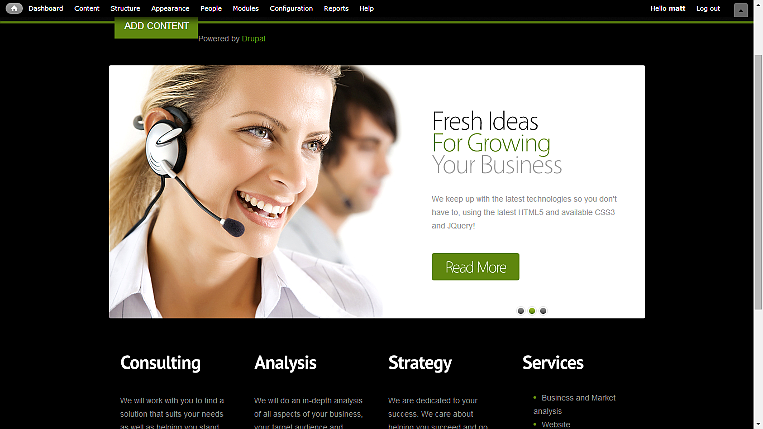 Dashboard Content Structure Appearance People Modules Configuration Reports Help Hello matt Log out
ADD CONTENT
Powered by Drupal
Fresh Ideas
For Growing
Your Business
We keep up with the latest technologies so you don't
have to, using the latest HTML5 and available CSS3
and JQuery!
Read More
Consulting
We will work with you to find a
solution that suits your needs
as well as helping you stand
Analysis
We will do an in-depth analysis
of all aspects of your business,
your target audience and
Strategy
We are dedicated to your
success. We care about
helping you succeed and go
Services
Business and Market
analysis
Website